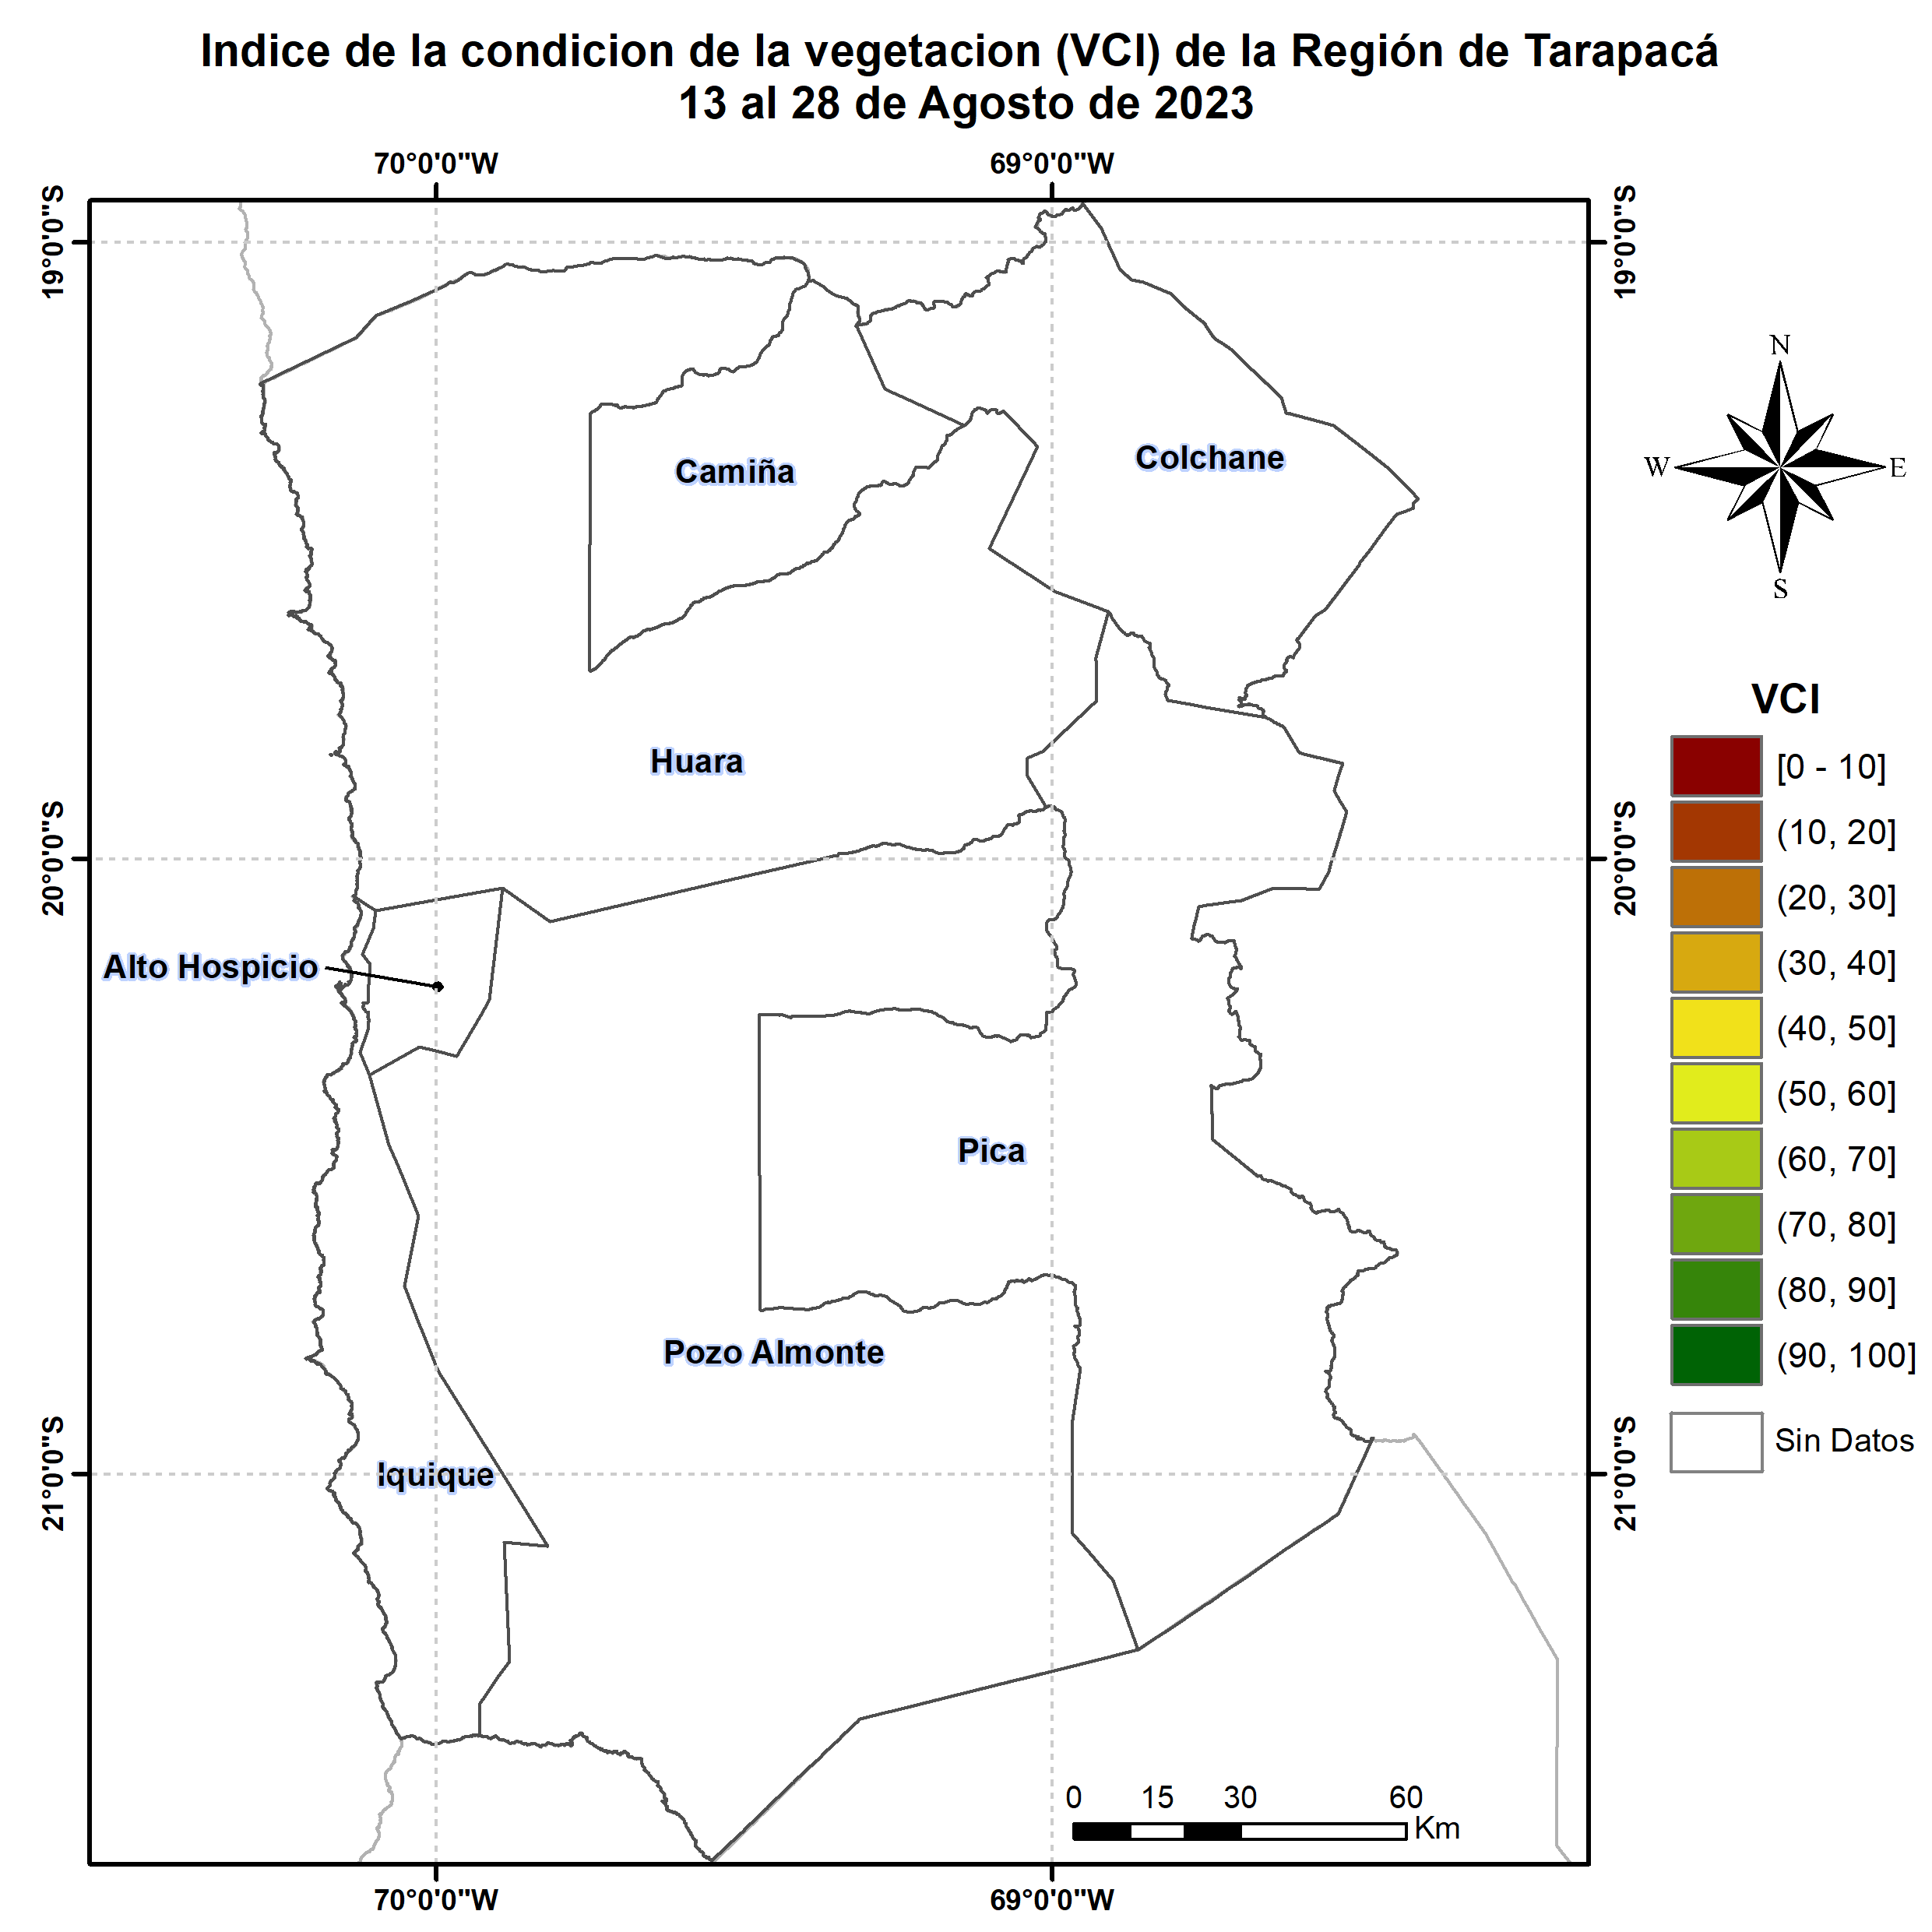 Indice de la condicion de la vegetacion (VCI) de la Región de Tarapacá
13 al 28 de Agosto de 2023
70°0'0"W
69°0'0"W
19°0'0"S
19°0'0"S
N
W
E
S
Camiña
Colchane
Huara
VCI
[0 - 10]
(10, 20]
(20, 30]
(30, 40]
(40, 50]
(50, 60]
(60, 70]
(70, 80]
(80, 90]
(90, 100]
Sin Datos
20°0'0"S
20°0'0"S
Alto Hospicio
Pica
Pozo Almonte
Iquique
21°0'0"S
21°0'0"S
0 15 30 60
Km
70°0'0"W
69°0'0"W